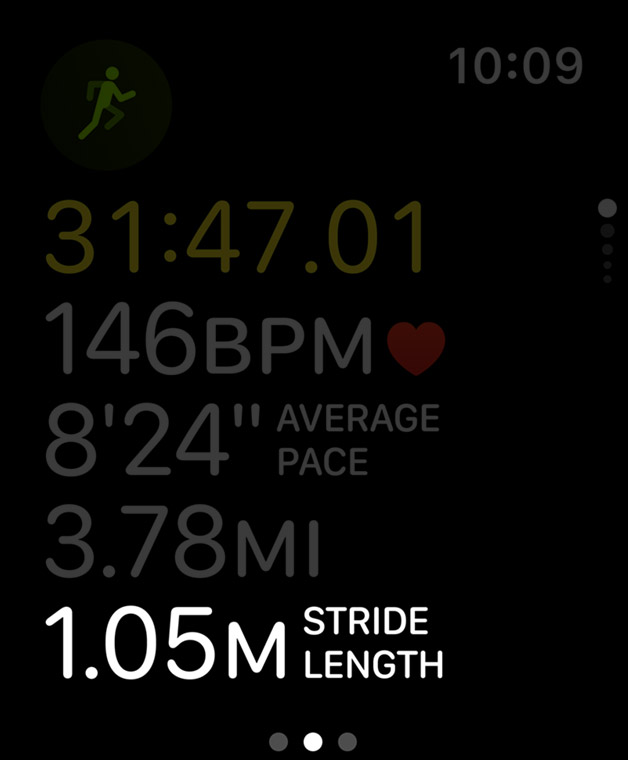 10:09
31:47.01
146BPM
8'24" AVERAGE
PACE
3.78MI
1.05M STRIDE
LENGTH